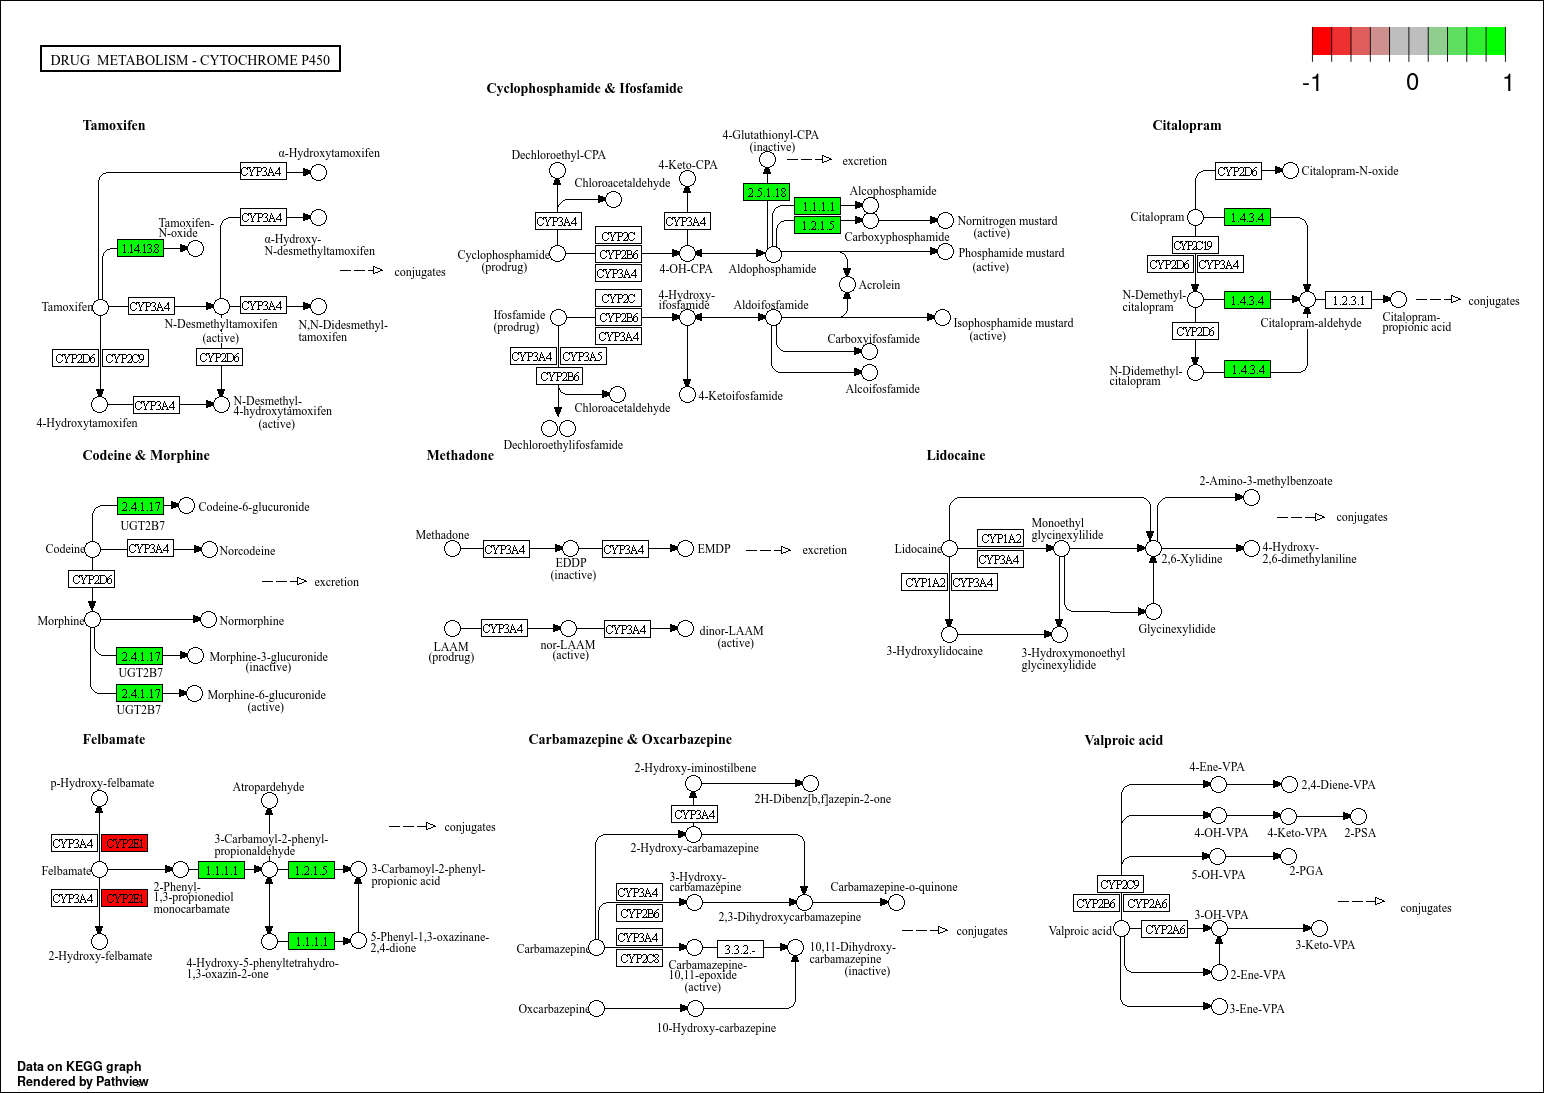 DRUG METABOLISM - CYTOCHROME P450
-1
0
1
Cyclophosphamide & Ifosfamide
Tamoxifen
Citalopram
α-Hydroxytamoxifen
CYP3A4
Tamoxifen-
N-oxide
1.14.13.8
CYP3A4
α-Hydroxy-
N-desmethyltamoxifen
conjugates
Tamoxifen
CYP3A4
CYP3A4
N-Desmethyltamoxifen
(active)
N,N-Didesmethyl-
tamoxifen
CYP2D6
CYP2C9
CYP2D6
4-Hydroxytamoxifen
CYP3A4
N-Desmethyl-
4-hydroxytamoxifen
(active)
Dechloroethyl-CPA
Chloroacetaldehyde
CYP3A4
4-Keto-CPA
CYP3A4
4-Glutathionyl-CPA
(inactive)
excretion
2.5.1.18
1.1.1.1
1.2.1.5
Alcophosphamide
Carboxyphosphamide
Nornitrogen mustard
(active)
Cyclophosphamide
(prodrug)
CYP2C
CYP2B6
CYP3A4
4-OH-CPA
Aldophosphamide
Phosphamide mustard
(active)
Acrolein
Ifosfamide
(prodrug)
CYP2C
CYP2B6
CYP3A4
4-Hydroxy-
ifosfamide
Aldoifosfamide
Isophosphamide mustard
(active)
CYP3A4
CYP3A5
CYP2B6
Carboxyifosfamide
Alcoifosfamide
4-Ketoifosfamide
Chloroacetaldehyde
Dechloroethylifosfamide
CYP2D6
Citalopram-N-oxide
Citalopram
1.4.3.4
CYP2C19
CYP2D6
CYP3A4
N-Demethyl-
citalopram
1.4.3.4
Citalopram-aldehyde
1.2.3.1
Citalopram-
propionic acid
conjugates
CYP2D6
N-Didemethyl-
citalopram
1.4.3.4
Codeine & Morphine
Methadone
Lidocaine
2.4.1.17
UGT2B7
Codeine-6-glucuronide
Codeine
CYP3A4
Norcodeine
CYP2D6
excretion
Morphine
Normorphine
2.4.1.17
UGT2B7
Morphine-3-glucuronide
(inactive)
2.4.1.17
UGT2B7
Morphine-6-glucuronide
(active)
Methadone
CYP3A4
EDDP
(inactive)
CYP3A4
EMDP
excretion
LAAM
(prodrug)
CYP3A4
nor-LAAM
(active)
CYP3A4
dinor-LAAM
(active)
2-Amino-3-methylbenzoate
conjugates
Lidocaine
CYP1A2
CYP3A4
Monoethyl
glycinexylilide
2,6-Xylidine
4-Hydroxy-
2,6-dimethylaniline
CYP1A2
CYP3A4
Glycinexylidide
3-Hydroxylidocaine
3-Hydroxymonoethyl
glycinexylidide
Felbamate
Carbamazepine & Oxcarbazepine
Valproic acid
p-Hydroxy-felbamate
Atropardehyde
conjugates
CYP3A4
CYP2E1
3-Carbamoyl-2-phenyl-
propionaldehyde
Felbamate
1.1.1.1
1.2.1.5
3-Carbamoyl-2-phenyl-
propionic acid
CYP3A4
CYP2E1
2-Phenyl-
1,3-propionediol
monocarbamate
2-Hydroxy-felbamate
1.1.1.1
5-Phenyl-1,3-oxazinane-
2,4-dione
4-Hydroxy-5-phenyltetrahydro-
1,3-oxazin-2-one
2-Hydroxy-iminostilbene
2H-Dibenz[b,f]azepin-2-one
CYP3A4
2-Hydroxy-carbamazepine
CYP3A4
CYP2B6
3-Hydroxy-
carbamazepine
2,3-Dihydroxycarbamazepine
Carbamazepine-o-quinone
conjugates
Carbamazepine
CYP3A4
CYP2C8
Carbamazepine-
10,11-epoxide
(active)
3.3.2.-
10,11-Dihydroxy-
carbamazepine
(inactive)
Oxcarbazepine
10-Hydroxy-carbazepine
4-Ene-VPA
2,4-Diene-VPA
4-OH-VPA
4-Keto-VPA
2-PSA
5-OH-VPA
2-PGA
CYP2C9
CYP2B6
CYP2A6
conjugates
Valproic acid
CYP2A6
3-OH-VPA
3-Keto-VPA
2-Ene-VPA
3-Ene-VPA
Data on KEGG graph
Rendered by Pathview